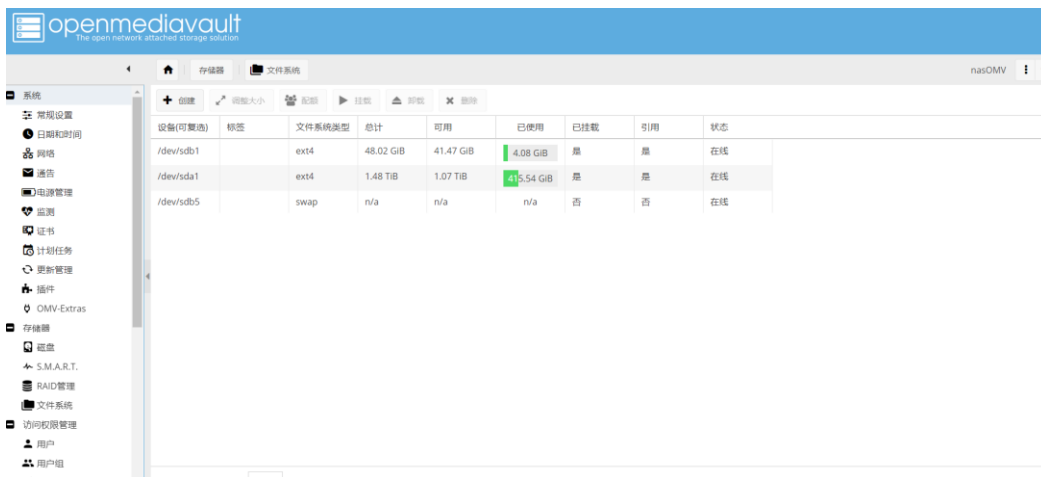 openmediavault
The open network attached storage solution
存储器 文件系统 nasOMV
系统
常规设置
日期和时间
网络
通告
电源管理
监测
证书
计划任务
更新管理
插件
OMV-Extras
存储器
磁盘
S.M.A.R.T.
RAID管理
文件系统
访问权限管理
用户
用户组
创建 调整大小 配额 挂载 卸载 删除
设备(可复选) 标签 文件系统类型 总计 可用 已使用 已挂载 引用 状态
/dev/sdb1 ext4 48.02 GiB 41.47 GiB 4.08 GiB 是 是 在线
/dev/sda1 ext4 1.48 TiB 1.07 TiB 415.54 GiB 是 是 在线
/dev/sdb5 swap n/a n/a n/a 否 否 在线